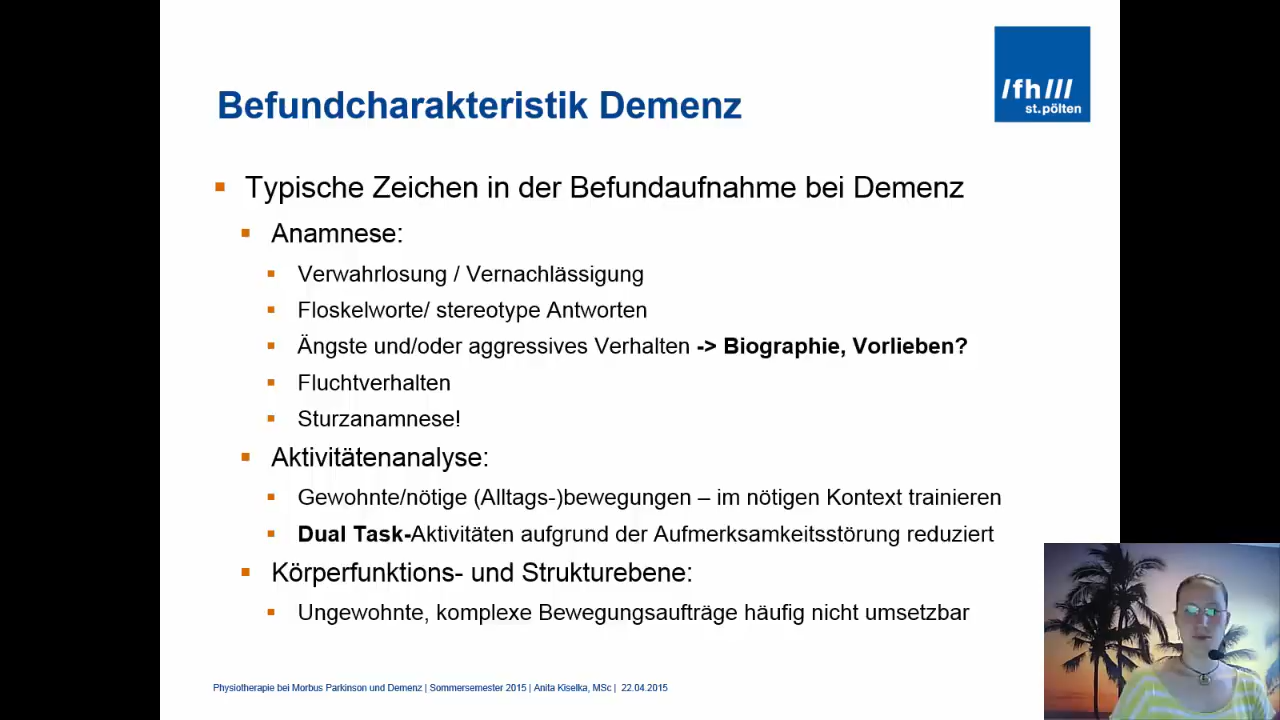 /fh///
st.pölten
Befundcharakteristik Demenz
Typische Zeichen in der Befundaufnahme bei Demenz
Anamnese:
Verwahrlosung / Vernachlässigung
Floskelworte/ stereotype Antworten
Ängste und/oder aggressives Verhalten -> Biographie, Vorlieben?
Fluchtverhalten
Sturzanamnese!
Aktivitätenanalyse:
Gewohnte/nötige (Alltags-)bewegungen – im nötigen Kontext trainieren
Dual Task-Aktivitäten aufgrund der Aufmerksamkeitsstörung reduziert
Körperfunktions- und Strukturebene:
Ungewohnte, komplexe Bewegungsaufträge häufig nicht umsetzbar
Physiotherapie bei Morbus Parkinson und Demenz | Sommersemester 2015 | Anita Kiselka, MSc | 22.04.2015